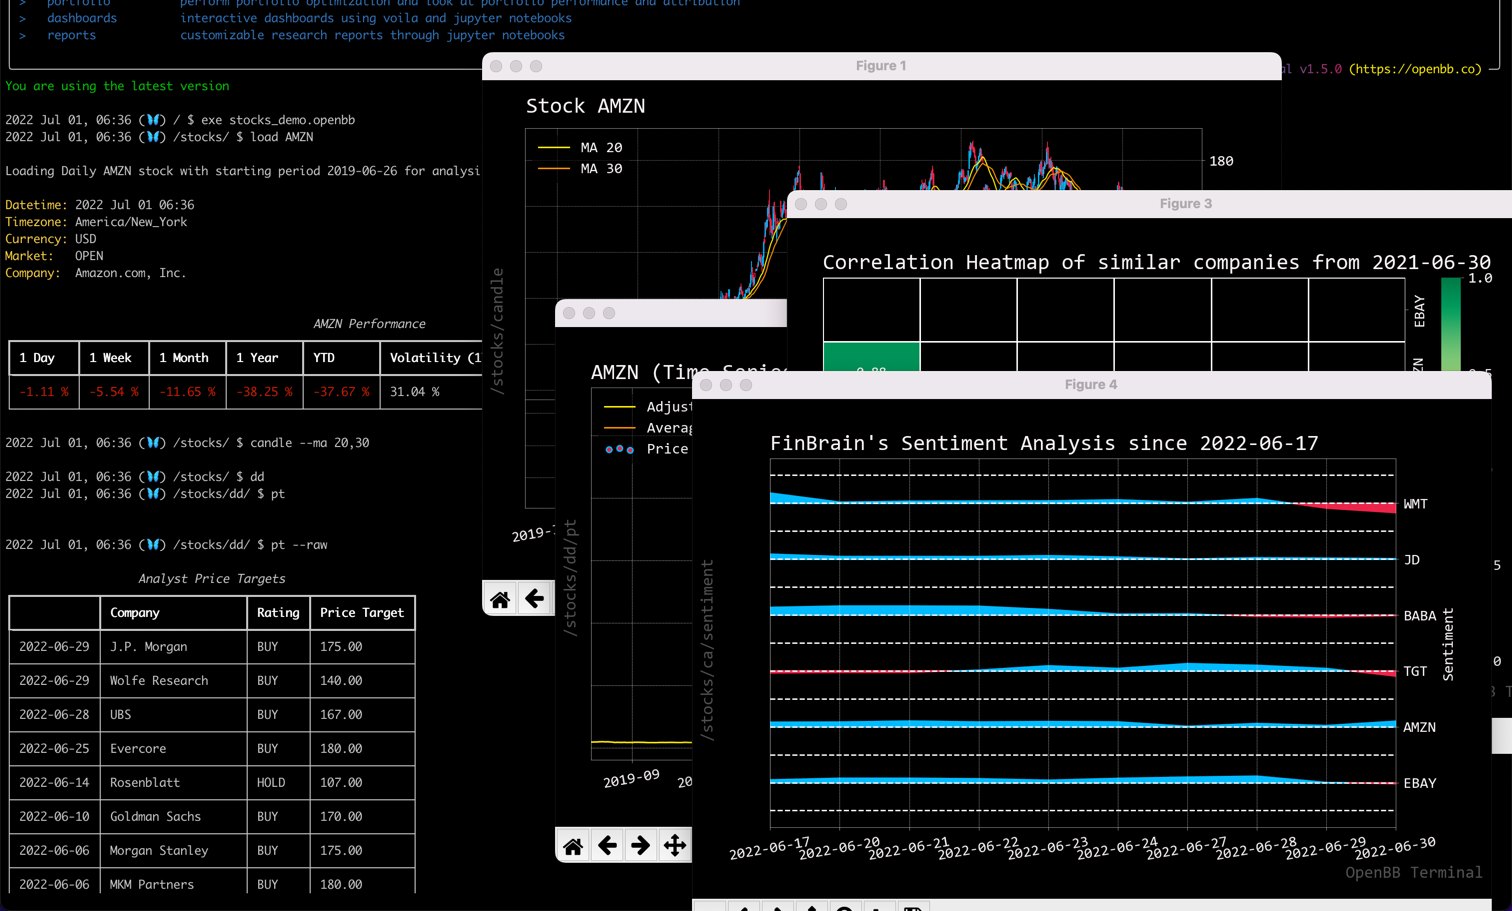 > portfolio perform portfolio optimization and look at portfolio performance and attribution
> dashboards interactive dashboards using voila and jupyter notebooks
> reports customizable research reports through jupyter notebooks
al v1.5.0 (https://openbb.co)
You are using the latest version
2022 Jul 01, 06:36 (🦋) / $ exe stocks_demo.openbb
2022 Jul 01, 06:36 (🦋) /stocks/ $ load AMZN
Loading Daily AMZN stock with starting period 2019-06-26 for analysi
Datetime: 2022 Jul 01 06:36
Timezone: America/New_York
Currency: USD
Market: OPEN
Company: Amazon.com, Inc.
AMZN Performance
1 Day 1 Week 1 Month 1 Year YTD Volatility (1
-1.11 % -5.54 % -11.65 % -38.25 % -37.67 % 31.04 %
2022 Jul 01, 06:36 (🦋) /stocks/ $ candle --ma 20,30
2022 Jul 01, 06:36 (🦋) /stocks/ $ dd
2022 Jul 01, 06:36 (🦋) /stocks/dd/ $ pt
2022 Jul 01, 06:36 (🦋) /stocks/dd/ $ pt --raw
Analyst Price Targets
Company Rating Price Target
2022-06-29 J.P. Morgan BUY 175.00
2022-06-29 Wolfe Research BUY 140.00
2022-06-28 UBS BUY 167.00
2022-06-25 Evercore BUY 180.00
2022-06-14 Rosenblatt HOLD 107.00
2022-06-10 Goldman Sachs BUY 170.00
2022-06-06 Morgan Stanley BUY 175.00
2022-06-06 MKM Partners BUY 180.00
Figure 1
Stock AMZN
MA 20
MA 30
180
/stocks/candle
2019-
AMZN (Time Series
Adjust
Averag
Price
/stocks/dd/pt
2019-09
20
Figure 3
Correlation Heatmap of similar companies from 2021-06-30
1.0
EBAY
ZN
0.88
0.5
5
0
B T
Figure 4
FinBrain's Sentiment Analysis since 2022-06-17
/stocks/ca/sentiment
WMT
JD
BABA
TGT
AMZN
EBAY
Sentiment
2022-06-17 2022-06-20 2022-06-21 2022-06-22 2022-06-23 2022-06-24 2022-06-27 2022-06-28 2022-06-29 2022-06-30
OpenBB Terminal